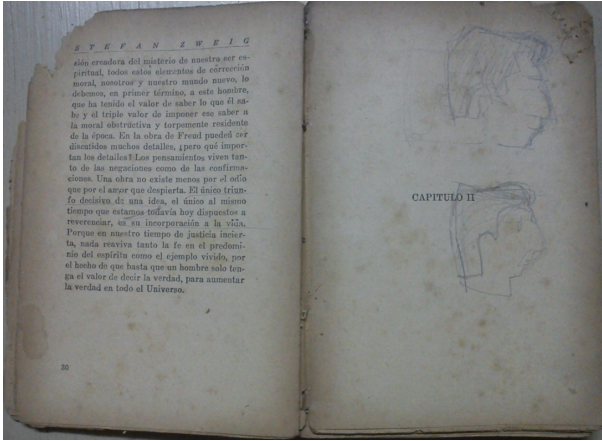 STEFAN ZWEIG
sión creadora del misterio de nuestra ser es-
piritual, todos estos elementos de corrección
moral, nosotros y nuestro mundo nuevo, lo
debemos, en primer término, a este hombre,
que ha tenido el valor de saber lo que él sa-
be y el triple valor de imponer ese saber a
la moral obstructiva y torpemente residente
de la época. En la obra de Freud pueden ser
discutidos muchos detalles, ¿pero qué impor-
tan los detalles? Los pensamientos viven tan-
to de las negaciones como de las confirma-
ciones. Una obra no existe menos por el odio
que por el amor que despierta. El único triun-
fo decisivo de una idea, el único al mismo
tiempo que estamos todavía hoy dispuestos a
reverenciar, es su incorporación a la vida.
Porque en nuestro tiempo de justicia incier-
ta, nada reaviva tanto la fe en el predomi-
nio del espíritu como el ejemplo vivido, por
el hecho de que basta que un hombre solo ten-
ga el valor de decir la verdad, para aumentar
la verdad en todo el Universo.
30
CAPITULO II